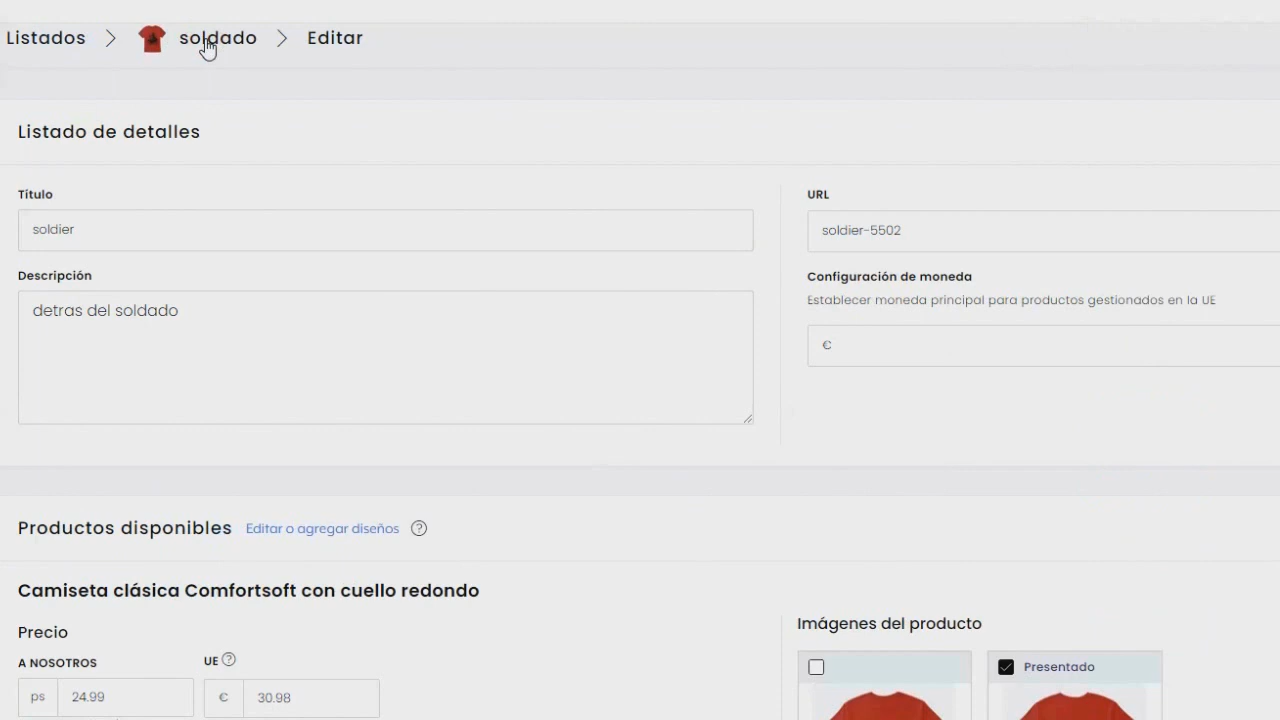 Listados > soldado > Editar
Listado de detalles
Título
soldier
URL
soldier-5502
Descripción
detras del soldado
Configuración de moneda
Establecer moneda principal para productos gestionados en la UE
€
Productos disponibles Editar o agregar diseños ?
Camiseta clásica Comfortsoft con cuello redondo
Precio
A NOSOTROS UE ?
ps 24.99 € 30.98
Imágenes del producto
Presentado